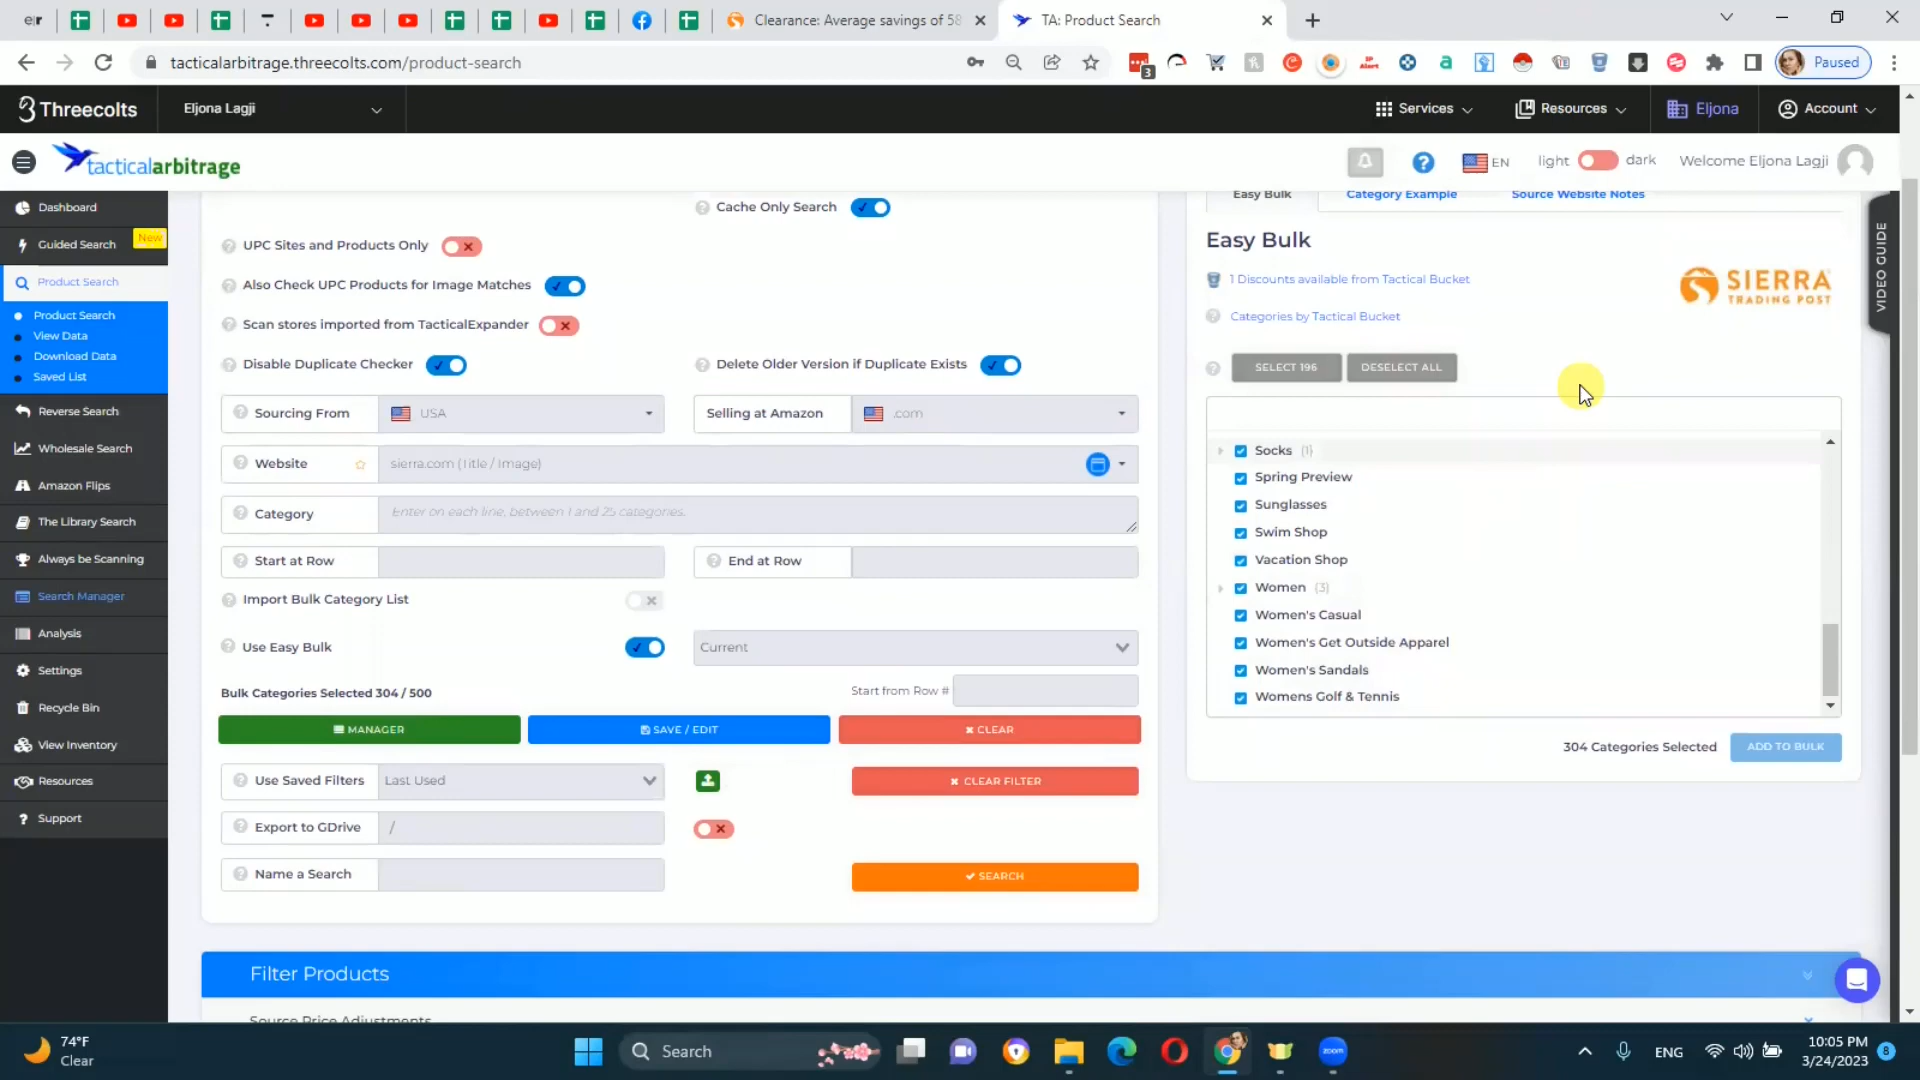 Clearance: Average savings of 58
TA: Product Search
tacticalarbitrage.threecolts.com/product-search
3
Paused
Threecolts
Eljona Lagji
Services
Resources
Eljona
Account
tacticalarbitrage
EN
light
dark
Welcome Eljona Lagji
Dashboard
Guided Search
New
Product Search
Product Search
View Data
Download Data
Saved List
Reverse Search
Wholesale Search
Amazon Flips
The Library Search
Always be Scanning
Search Manager
Analysis
Settings
Recycle Bin
View Inventory
Resources
Support
Cache Only Search
UPC Sites and Products Only
Also Check UPC Products for Image Matches
Scan stores imported from TacticalExpander
Disable Duplicate Checker
Delete Older Version if Duplicate Exists
Sourcing From
USA
Selling at Amazon
.com
Website
sierra.com (Title / Image)
Category
Enter on each line, between 1 and 25 categories.
Start at Row
End at Row
Import Bulk Category List
Use Easy Bulk
Current
Bulk Categories Selected 304 / 500
Start from Row #
MANAGER
SAVE / EDIT
CLEAR
Use Saved Filters
Last Used
CLEAR FILTER
Export to GDrive
/
Name a Search
SEARCH
Easy Bulk
Category Example
Source Website Notes
Easy Bulk
1 Discounts available from Tactical Bucket
SIERRA
TRADING POST
Categories by Tactical Bucket
SELECT 196
DESELECT ALL
Socks (1)
Spring Preview
Sunglasses
Swim Shop
Vacation Shop
Women (3)
Women's Casual
Women's Get Outside Apparel
Women's Sandals
Womens Golf & Tennis
304 Categories Selected
ADD TO BULK
VIDEO GUIDE
Filter Products
Source Price Adjustments
74°F
Clear
Search
zoom
ENG
10:05 PM
3/24/2023
8